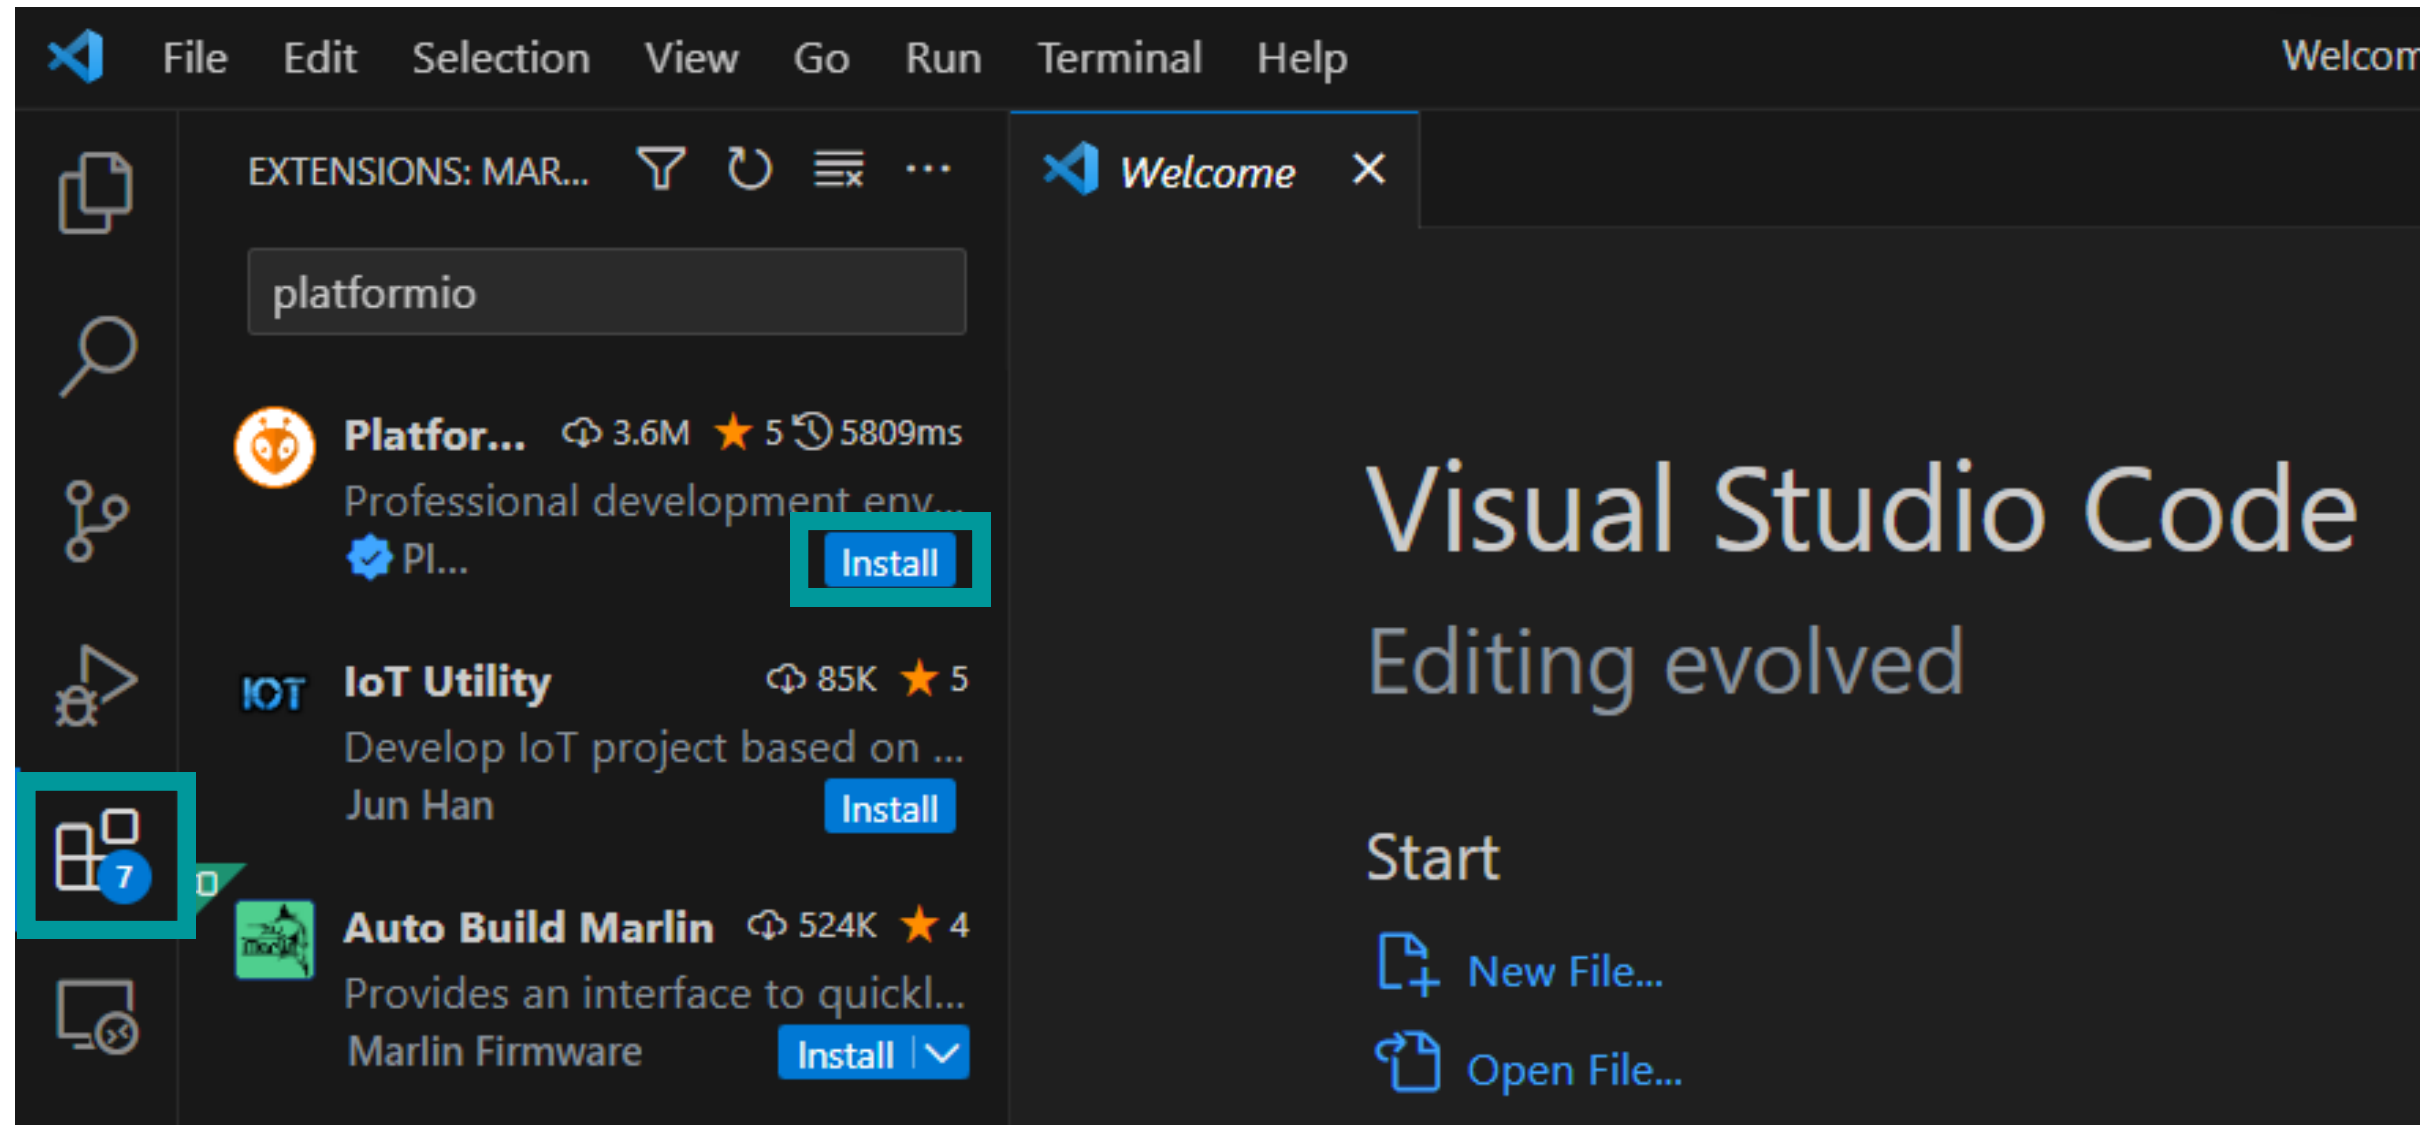 File Edit Selection View Go Run Terminal Help
Welcom
EXTENSIONS: MAR...
Welcome
platformio
Platfor... 3.6M 5 5809ms
Professional development env...
Pl...
Install
IOT
IoT Utility 85K 5
Develop IoT project based on ...
Jun Han
Install
7
Auto Build Marlin 524K 4
Provides an interface to quickl...
Marlin Firmware
Install
Visual Studio Code
Editing evolved
Start
New File...
Open File...